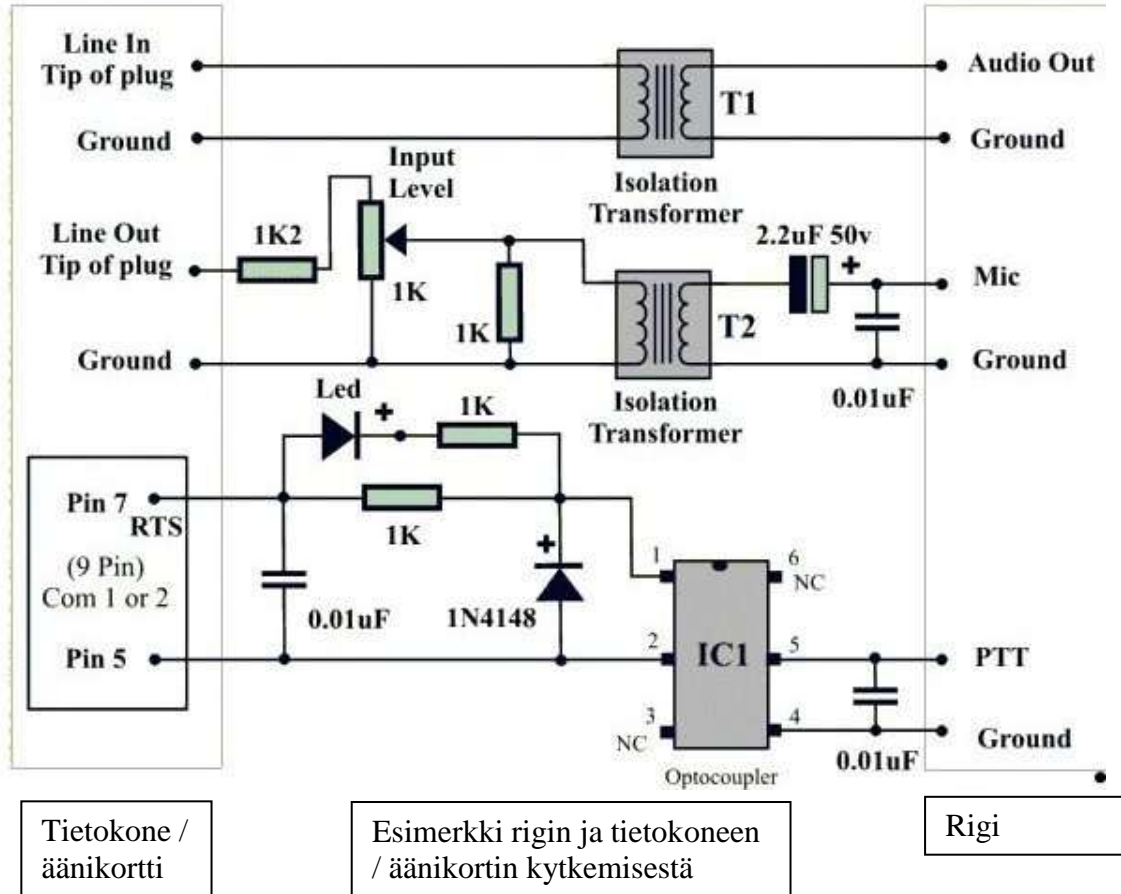 Line In
Tip of plug
Audio Out
T1
Ground
Ground
Input
Level
Isolation
Transformer
Line Out
Tip of plug
1K2
2.2uF 50v
+
Mic
1K
1K
T2
Ground
Ground
0.01uF
Led
+
1K
Isolation
Transformer
Pin 7
RTS
1K
+
(9 Pin)
Com 1 or 2
0.01uF
1N4148
1
6
NC
Pin 5
2
IC1
5
PTT
3
NC
4
Ground
0.01uF
Optocoupler
Tietokone /
äänikortti
Esimerkki rigin ja tietokoneen
/ äänikortin kytkemisestä
Rigi